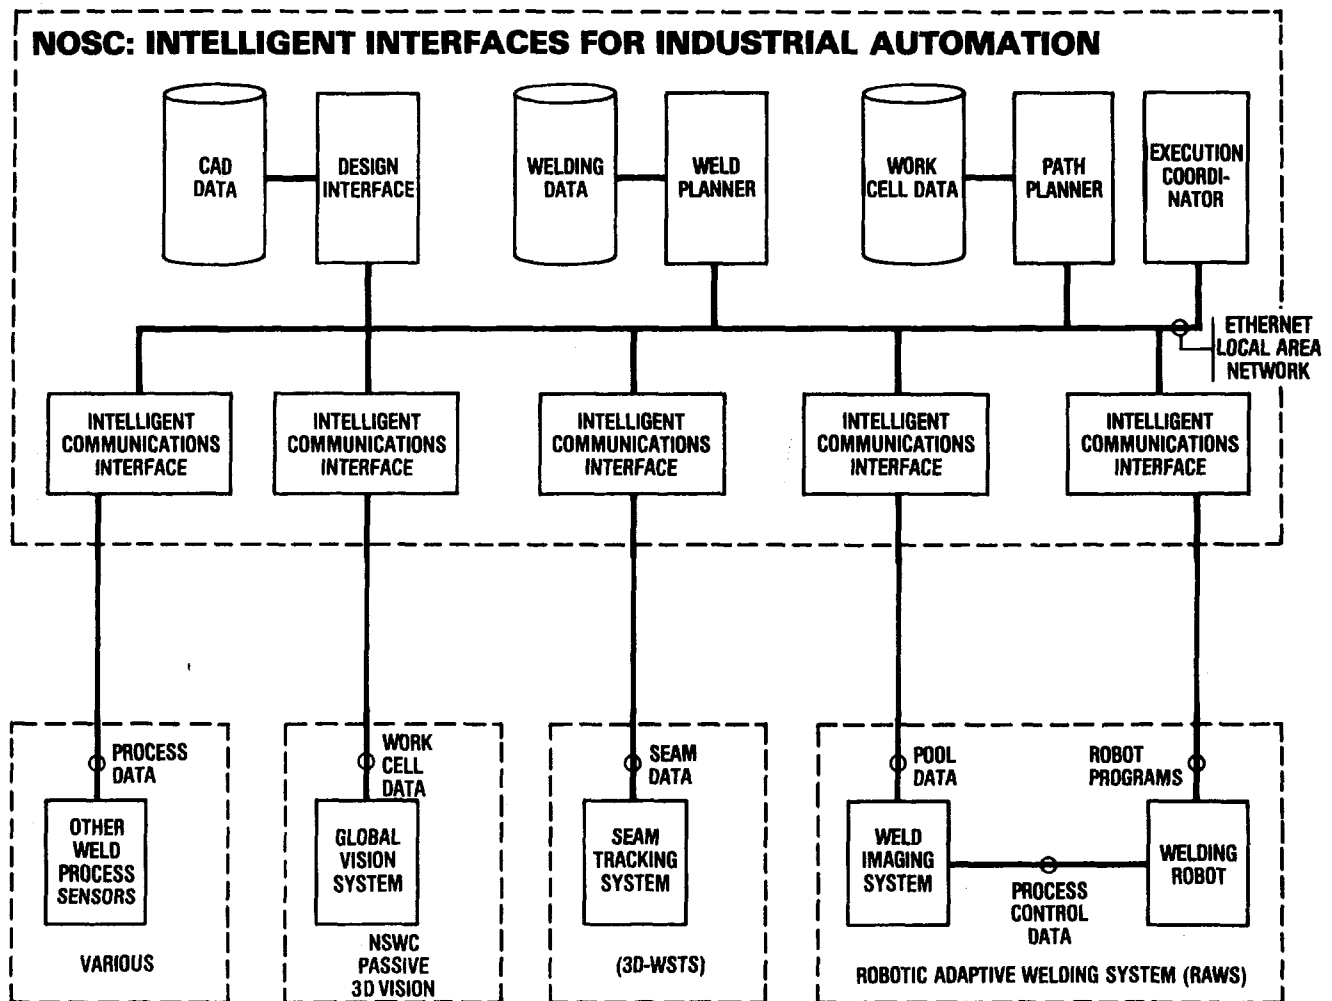 NOSC: INTELLIGENT INTERFACES FOR INDUSTRIAL AUTOMATION
CAD
DATA
DESIGN
INTERFACE
WELDING
DATA
WELD
PLANNER
WORK
CELL DATA
PATH
PLANNER
EXECUTION
COORDI-
NATOR
ETHERNET
LOCAL AREA
NETWORK
INTELLIGENT
COMMUNICATIONS
INTERFACE
INTELLIGENT
COMMUNICATIONS
INTERFACE
INTELLIGENT
COMMUNICATIONS
INTERFACE
INTELLIGENT
COMMUNICATIONS
INTERFACE
INTELLIGENT
COMMUNICATIONS
INTERFACE
PROCESS
DATA
OTHER
WELD
PROCESS
SENSORS
VARIOUS
WORK
CELL
DATA
GLOBAL
VISION
SYSTEM
NSWC
PASSIVE
3D VISION
SEAM
DATA
SEAM
TRACKING
SYSTEM
(3D-WSTS)
POOL
DATA
ROBOT
PROGRAMS
WELD
IMAGING
SYSTEM
PROCESS
CONTROL
DATA
WELDING
ROBOT
ROBOTIC ADAPTIVE WELDING SYSTEM (RAWS)